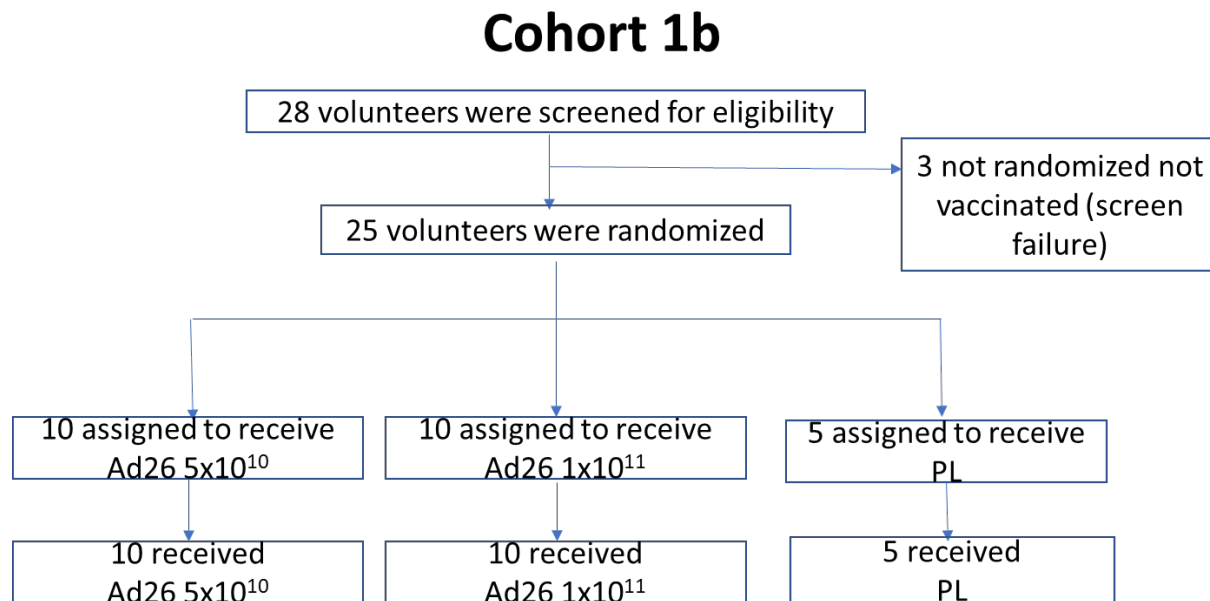 Cohort 1b
28 volunteers were screened for eligibility
3 not randomized not
vaccinated (screen
failure)
25 volunteers were randomized
10 assigned to receive
Ad26 5x10¹⁰
10 assigned to receive
Ad26 1x10¹¹
5 assigned to receive
PL
10 received
Ad26 5x10¹⁰
10 received
Ad26 1x10¹¹
5 received
PL